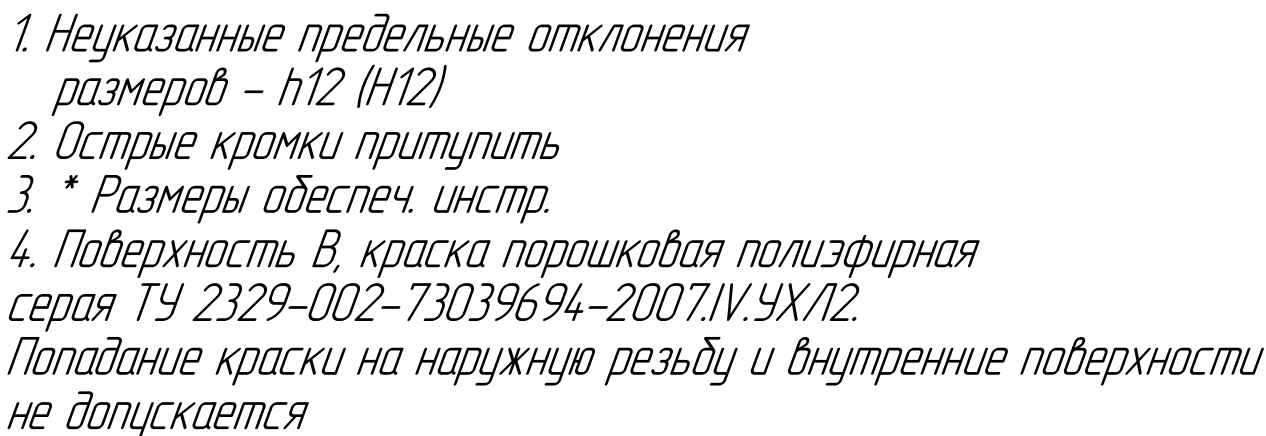 1. Неуказанные предельные отклонения
размеров – h12 (H12)
2. Острые кромки притупить
3. * Размеры обеспеч. инстр.
4. Поверхность В, краска порошковая полиэфирная
серая ТУ 2329-002-73039694-2007.IV.УХЛ2.
Попадание краски на наружную резьбу и внутренние поверхности
не допускается